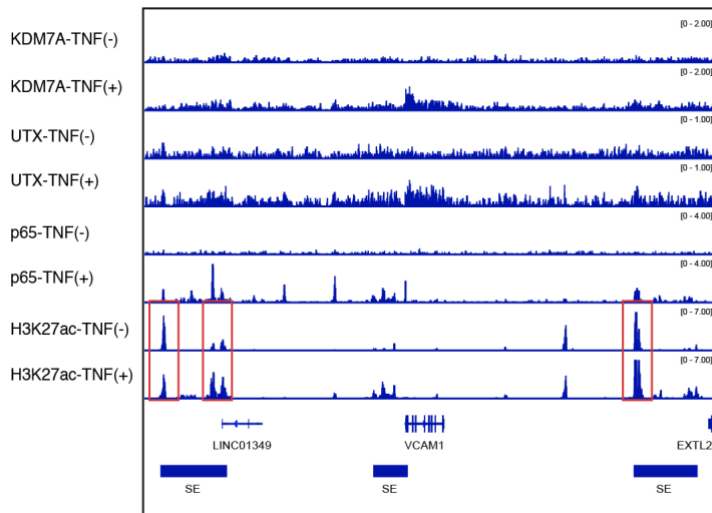 [0 - 2.00]
KDM7A-TNF(-)
[0 - 2.00]
KDM7A-TNF(+)
[0 - 1.00]
UTX-TNF(-)
[0 - 1.00]
UTX-TNF(+)
[0 - 4.00]
p65-TNF(-)
[0 - 4.00]
p65-TNF(+)
[0 - 7.00]
H3K27ac-TNF(-)
[0 - 7.00]
H3K27ac-TNF(+)
LINC01349 VCAM1 EXTL2
SE SE SE